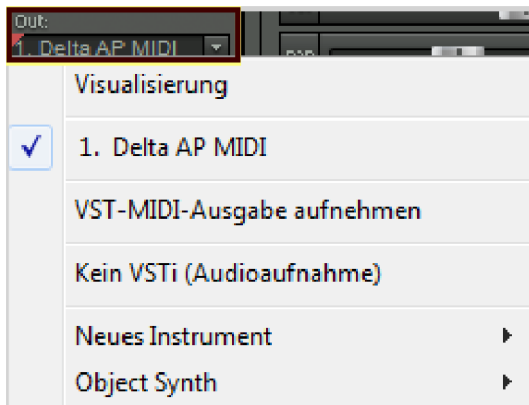 Out:
1. Delta AP MIDI
Visualisierung
1. Delta AP MIDI
VST-MIDI-Ausgabe aufnehmen
Kein VSTi (Audioaufnahme)
Neues Instrument
Object Synth